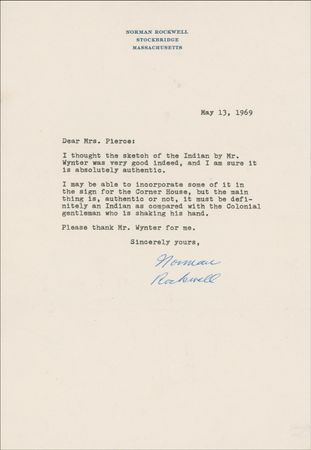 NORMAN ROCKWELL
STOCKBRIDGE
MASSACHUSETTS
May 13, 1969
Dear Mrs. Pierce:
I thought the sketch of the Indian by Mr.
Wynter was very good indeed, and I am sure it
is absolutely authentic.
I may be able to incorporate some of it in
the sign for the Corner House, but the main
thing is, authentic or not, it must be defi-
nitely an Indian as compared with the Colonial
gentleman who is shaking his hand.
Please thank Mr. Wynter for me.
Sincerely yours,
Norman
Rockwell